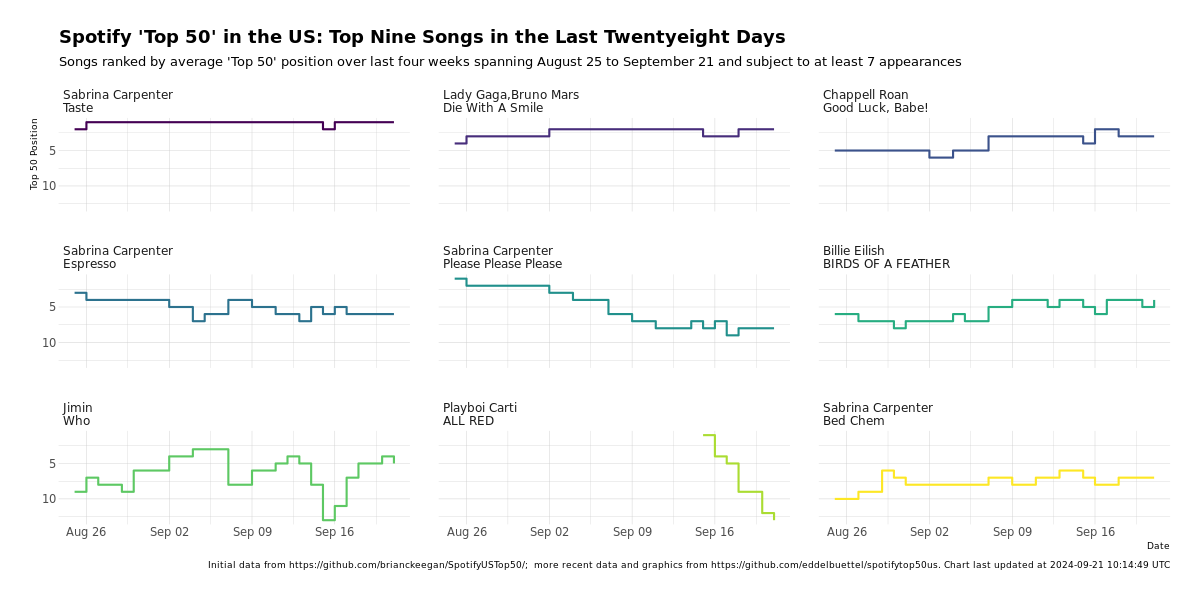 Spotify 'Top 50' in the US: Top Nine Songs in the Last Twentyeight Days
Songs ranked by average 'Top 50' position over last four weeks spanning August 25 to September 21 and subject to at least 7 appearances
Sabrina Carpenter
Taste
Lady Gaga,Bruno Mars
Die With A Smile
Chappell Roan
Good Luck, Babe!
Top 50 Position
5
10
Sabrina Carpenter
Espresso
Sabrina Carpenter
Please Please Please
Billie Eilish
BIRDS OF A FEATHER
5
10
Jimin
Who
Playboi Carti
ALL RED
Sabrina Carpenter
Bed Chem
5
10
Aug 26 Sep 02 Sep 09 Sep 16
Aug 26 Sep 02 Sep 09 Sep 16
Aug 26 Sep 02 Sep 09 Sep 16
Date
Initial data from https://github.com/brianckeegan/SpotifyUSTop50/; more recent data and graphics from https://github.com/eddelbuettel/spotifytop50us. Chart last updated at 2024-09-21 10:14:49 UTC